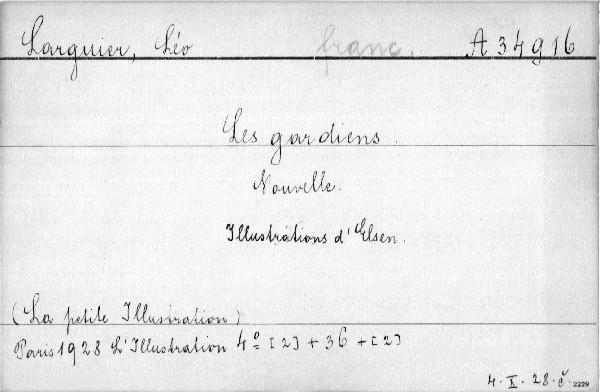 Larguier, Léo franc. A 34916
Les gardiens.
Nouvelle.
Illustrations d'Elsen.
(La petite Illustration)
Paris 1928 L'Illustration 4° [2] + 36 + [2]
4. X. 28. č. 2229